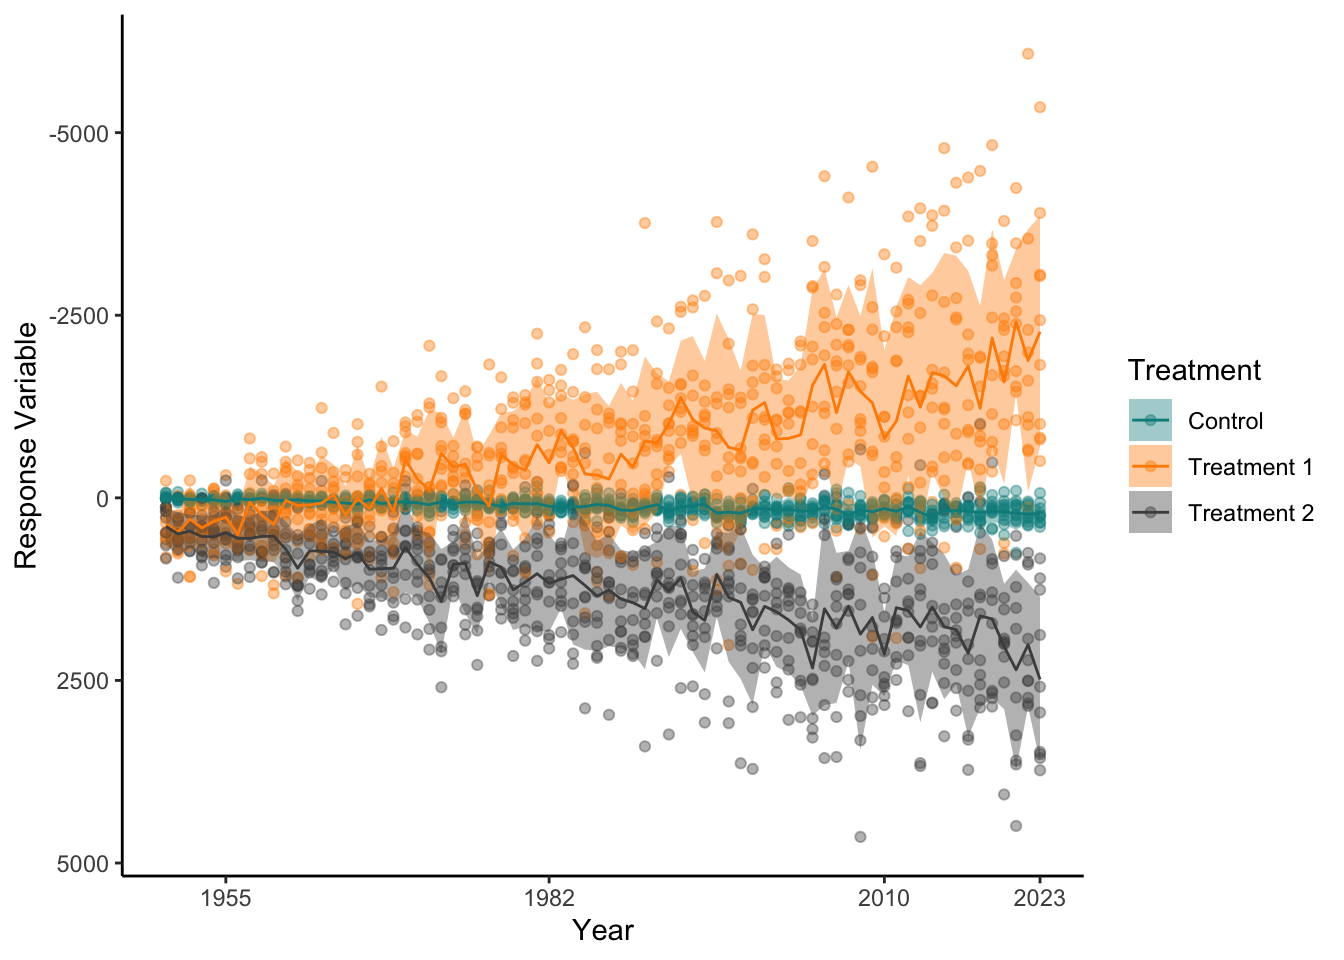 -5000
-2500
0
2500
5000
Response Variable
1955
1982
2010
2023
Year
Treatment
Control
Treatment 1
Treatment 2